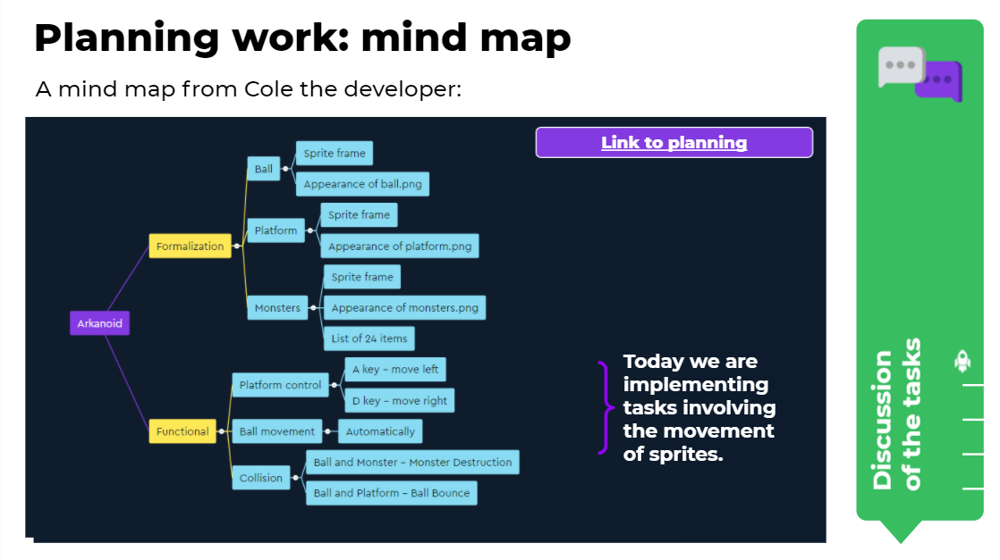 Planning work: mind map
A mind map from Cole the developer:
Link to planning
Arkanoid
Formalization
Ball
Sprite frame
Appearance of ball.png
Platform
Sprite frame
Appearance of platform.png
Monsters
Sprite frame
Appearance of monsters.png
List of 24 items
Functional
Platform control
A key – move left
D key – move right
Ball movement
Automatically
Collision
Ball and Monster – Monster Destruction
Ball and Platform – Ball Bounce
Today we are
implementing
tasks involving
the movement
of sprites.
Discussion
of the tasks